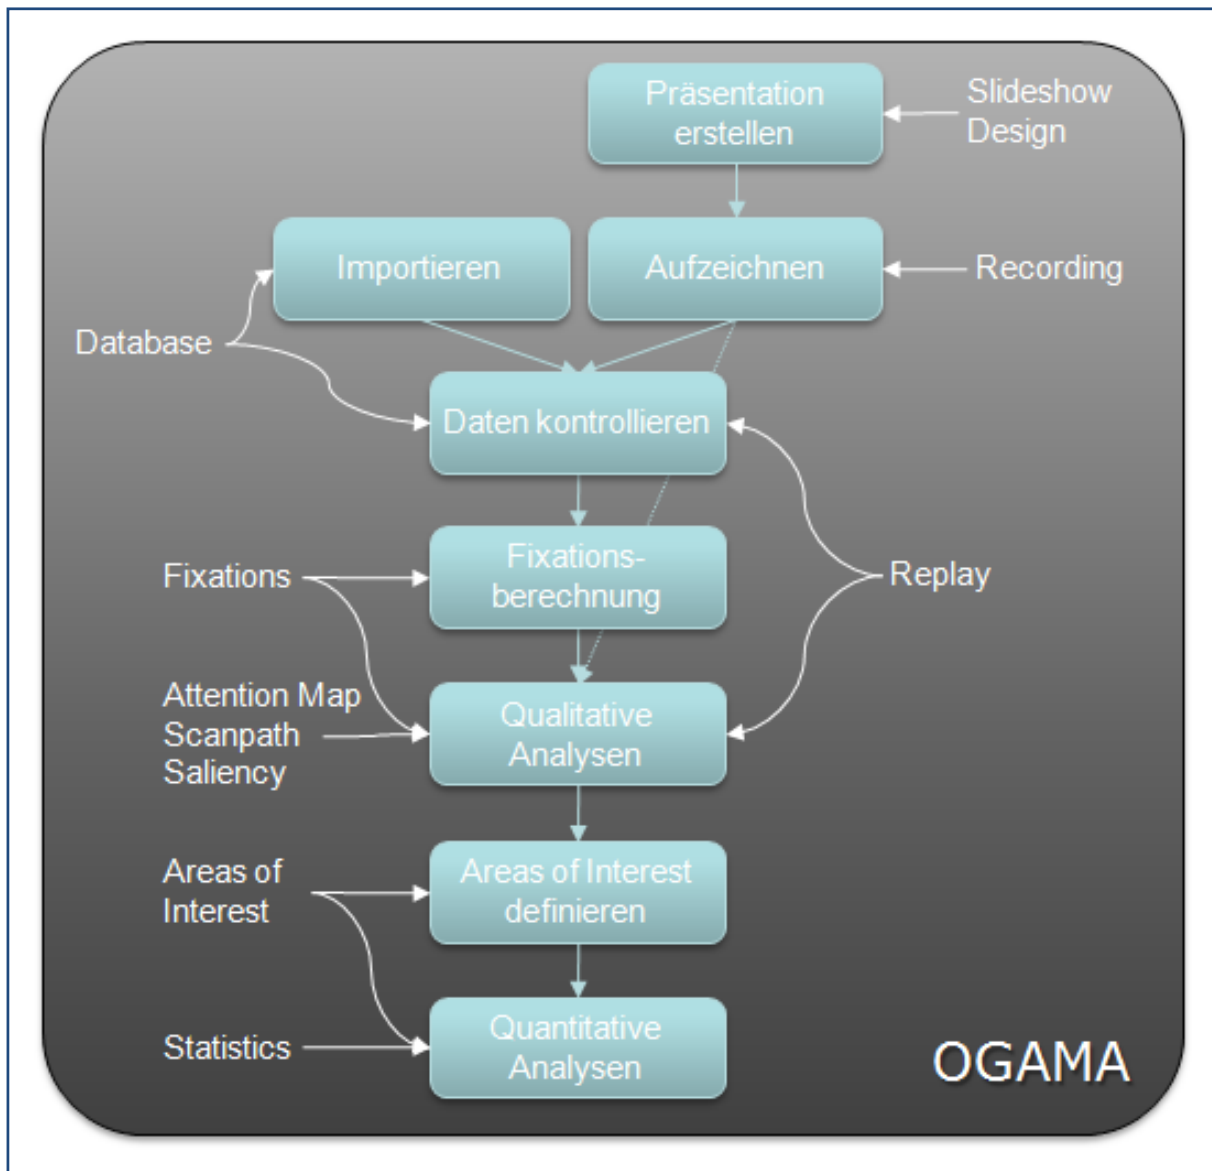 Präsentation
erstellen
Slideshow
Design
Importieren
Aufzeichnen
Recording
Database
Daten kontrollieren
Fixations
Fixations-
berechnung
Replay
Attention Map
Scanpath
Saliency
Qualitative
Analysen
Areas of
Interest
Areas of Interest
definieren
Statistics
Quantitative
Analysen
OGAMA